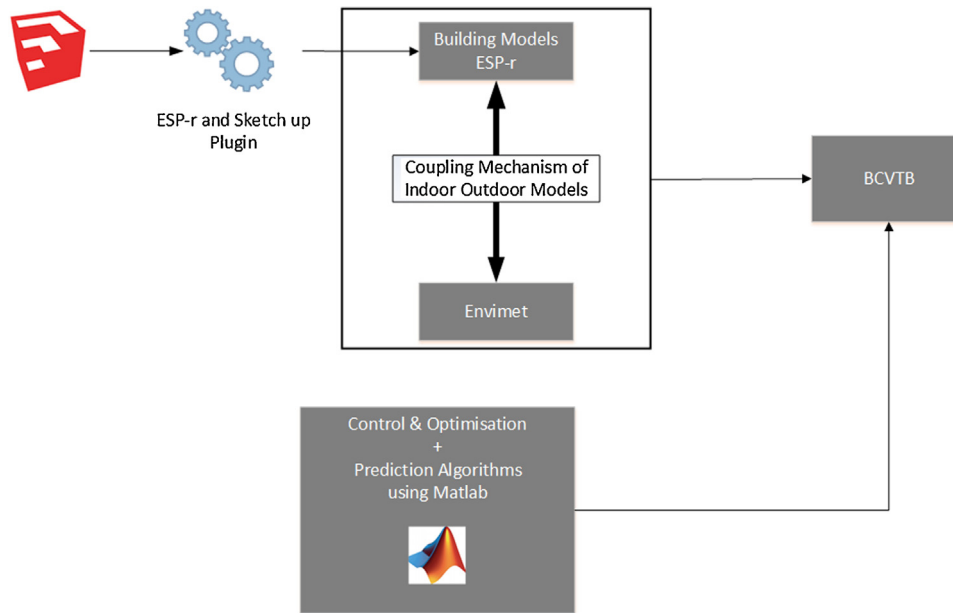 ESP-r and Sketch up
Plugin
Building Models
ESP-r
Coupling Mechanism of
Indoor Outdoor Models
Envimet
BCVTB
Control & Optimisation
+
Prediction Algorithms
using Matlab